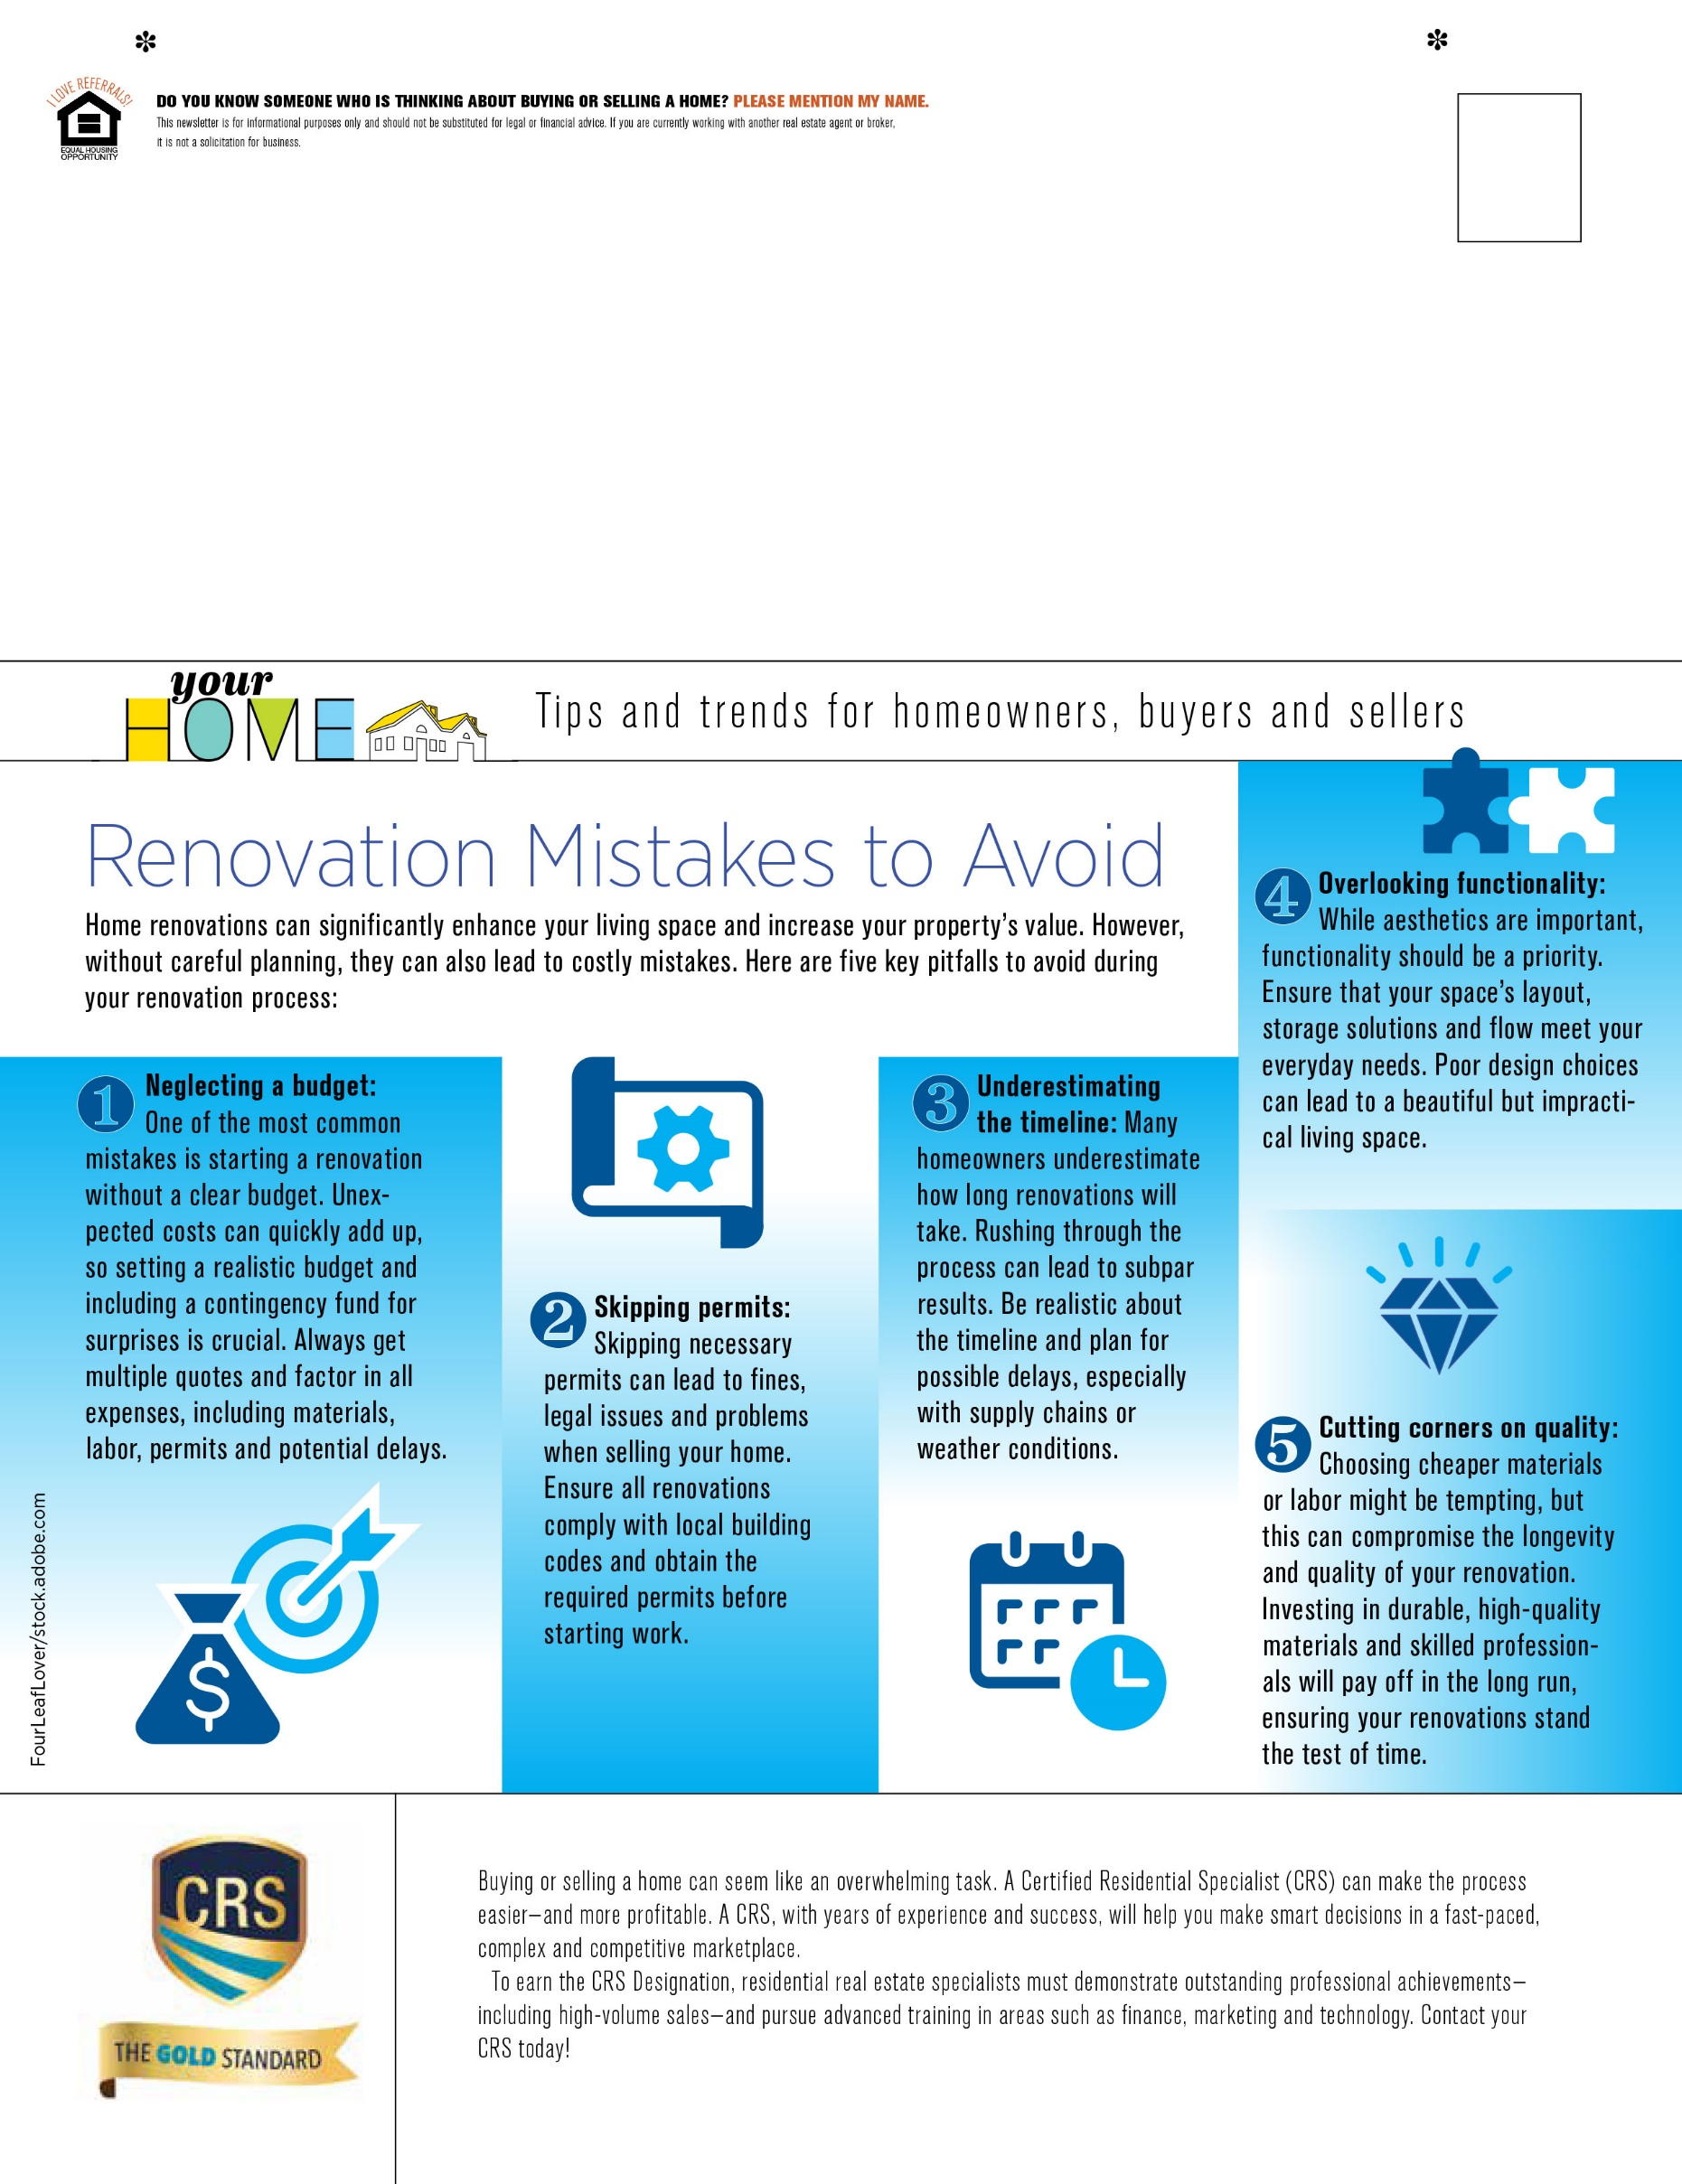 *
*
I LOVE REFERRALS!
EQUAL HOUSING
OPPORTUNITY
DO YOU KNOW SOMEONE WHO IS THINKING ABOUT BUYING OR SELLING A HOME? PLEASE MENTION MY NAME.
This newsletter is for informational purposes only and should not be substituted for legal or financial advice. If you are currently working with another real estate agent or broker,
it is not a solicitation for business.
your
HOME
Tips and trends for homeowners, buyers and sellers
Renovation Mistakes to Avoid
Home renovations can significantly enhance your living space and increase your property’s value. However,
without careful planning, they can also lead to costly mistakes. Here are five key pitfalls to avoid during
your renovation process:
1 Neglecting a budget:
One of the most common
mistakes is starting a renovation
without a clear budget. Unex-
pected costs can quickly add up,
so setting a realistic budget and
including a contingency fund for
surprises is crucial. Always get
multiple quotes and factor in all
expenses, including materials,
labor, permits and potential delays.
$
FourLeafLover/stock.adobe.com
2 Skipping permits:
Skipping necessary
permits can lead to fines,
legal issues and problems
when selling your home.
Ensure all renovations
comply with local building
codes and obtain the
required permits before
starting work.
3 Underestimating
the timeline: Many
homeowners underestimate
how long renovations will
take. Rushing through the
process can lead to subpar
results. Be realistic about
the timeline and plan for
possible delays, especially
with supply chains or
weather conditions.
4 Overlooking functionality:
While aesthetics are important,
functionality should be a priority.
Ensure that your space’s layout,
storage solutions and flow meet your
everyday needs. Poor design choices
can lead to a beautiful but impracti-
cal living space.
5 Cutting corners on quality:
Choosing cheaper materials
or labor might be tempting, but
this can compromise the longevity
and quality of your renovation.
Investing in durable, high-quality
materials and skilled profession-
als will pay off in the long run,
ensuring your renovations stand
the test of time.
CRS
THE GOLD STANDARD
Buying or selling a home can seem like an overwhelming task. A Certified Residential Specialist (CRS) can make the process
easier—and more profitable. A CRS, with years of experience and success, will help you make smart decisions in a fast-paced,
complex and competitive marketplace.
To earn the CRS Designation, residential real estate specialists must demonstrate outstanding professional achievements—
including high-volume sales—and pursue advanced training in areas such as finance, marketing and technology. Contact your
CRS today!